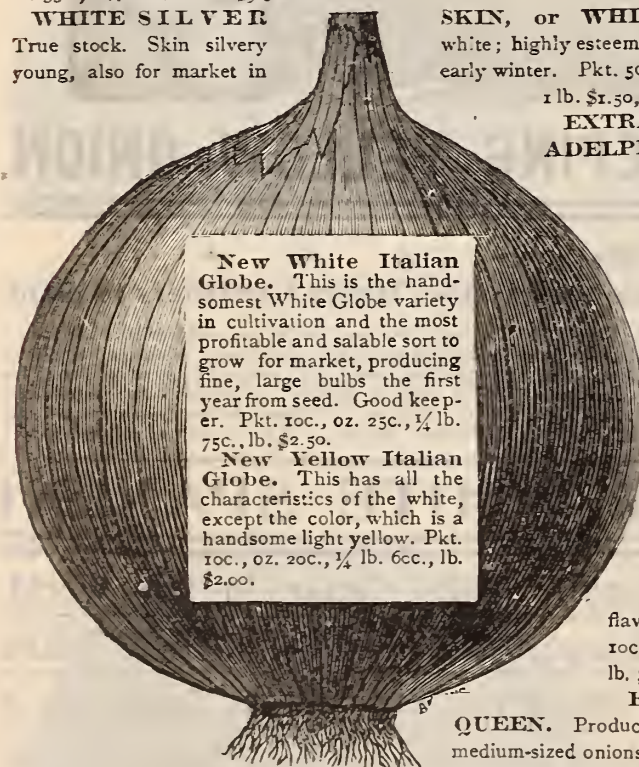 WHITE SILVER SKIN, or WHI
True stock. Skin silvery white; highly esteem
young, also for market in early winter. Pkt. 5c
1 lb. $1.50,
EXTR
ADELPH
New White Italian
Globe. This is the hand-
somest White Globe variety
in cultivation and the most
profitable and salable sort to
grow for market, producing
fine, large bulbs the first
year from seed. Good keep-
er. Pkt. 10c., oz. 25c., ¼ lb.
75c., lb. $2.50.
New Yellow Italian
Globe. This has all the
characteristics of the white,
except the color, which is a
handsome light yellow. Pkt.
10c., oz. 20c., ¼ lb. 60c., lb.
$2.00.
flav
10c
lb.
QUEEN. Produc
medium-sized onions